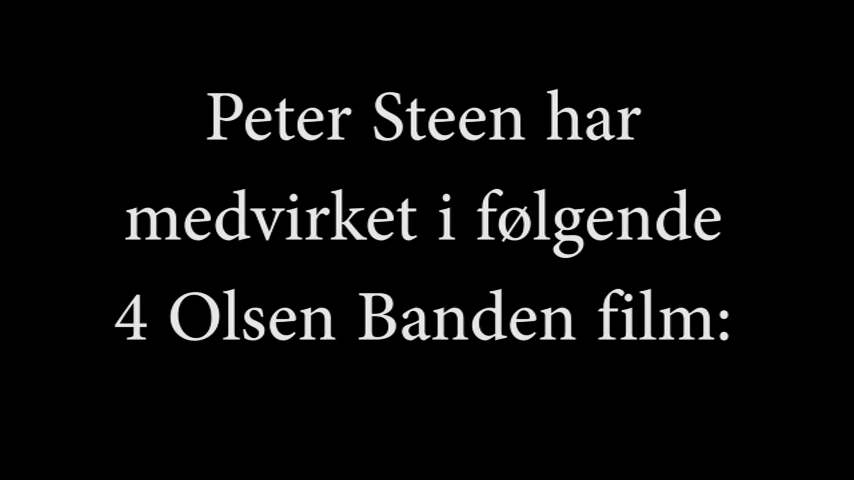 Peter Steen har
medvirket i følgende
4 Olsen Banden film: